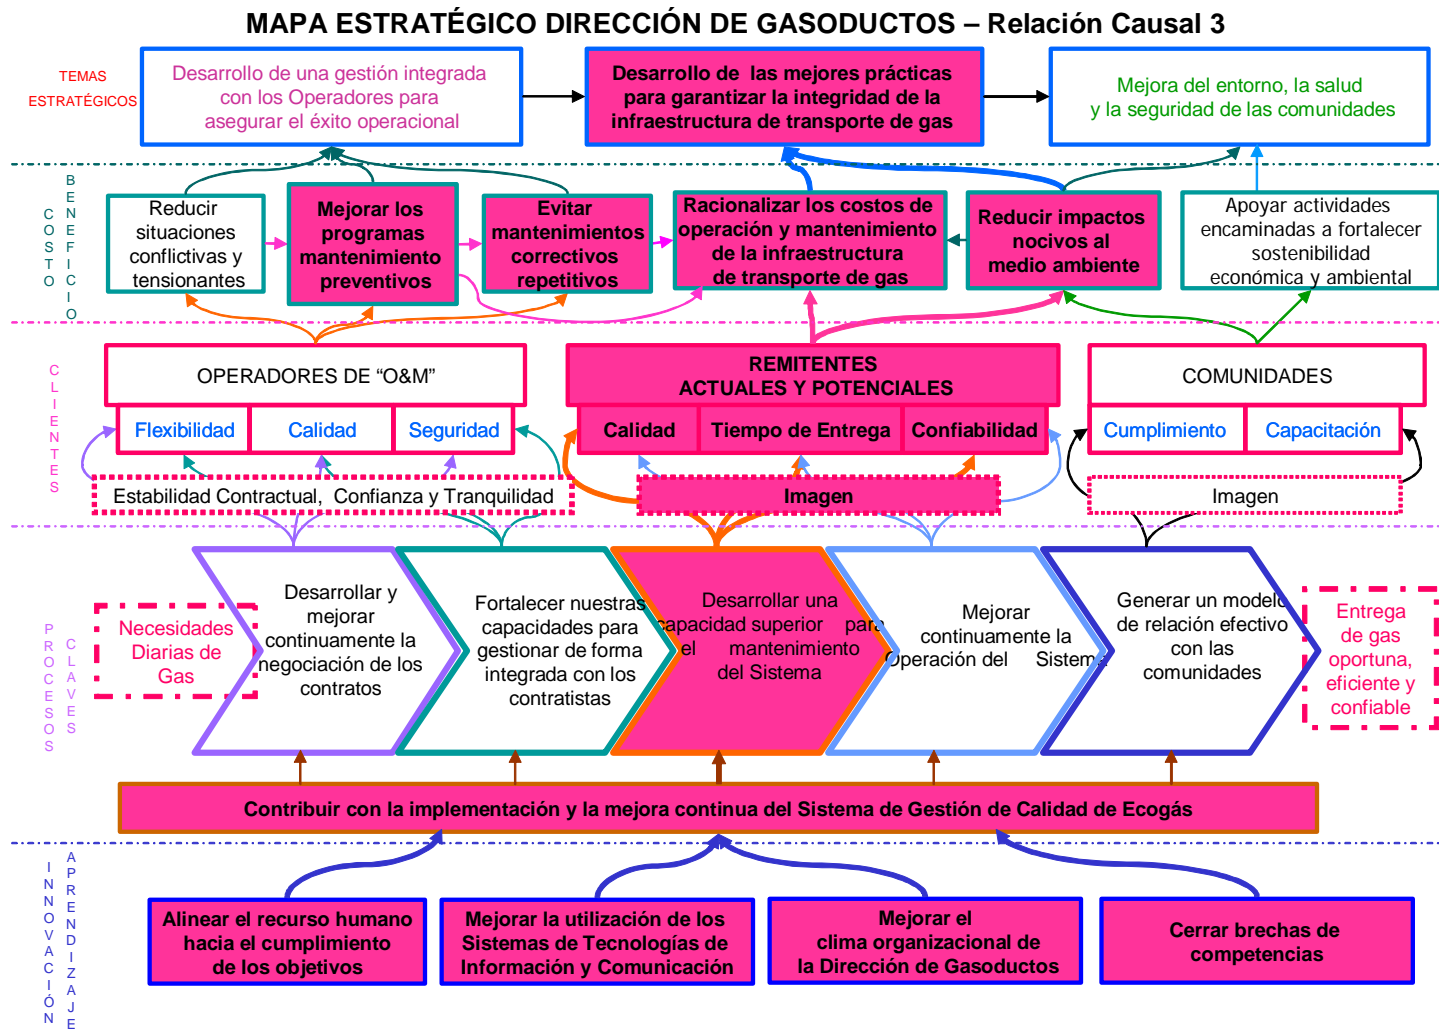 MAPA ESTRATÉGICO DIRECCIÓN DE GASODUCTOS – Relación Causal 3
TEMAS
ESTRATÉGICOS
Desarrollo de una gestión integrada
con los Operadores para
asegurar el éxito operacional
Desarrollo de las mejores prácticas
para garantizar la integridad de la
infraestructura de transporte de gas
Mejora del entorno, la salud
y la seguridad de las comunidades
COSTO
BENEFICIO
Reducir
situaciones
conflictivas y
tensionantes
Mejorar los
programas
mantenimiento
preventivos
Evitar
mantenimientos
correctivos
repetitivos
Racionalizar los costos de
operación y mantenimiento
de la infraestructura
de transporte de gas
Reducir impactos
nocivos al
medio ambiente
Apoyar actividades
encaminadas a fortalecer
sostenibilidad
económica y ambiental
CLIENTES
OPERADORES DE “O&M”
Flexibilidad
Calidad
Seguridad
Estabilidad Contractual, Confianza y Tranquilidad
REMITENTES
ACTUALES Y POTENCIALES
Calidad
Tiempo de Entrega
Confiabilidad
Imagen
COMUNIDADES
Cumplimiento
Capacitación
Imagen
PROCESOS
CLAVES
Necesidades
Diarias de
Gas
Desarrollar y
mejorar
continuamente la
negociación de los
contratos
Fortalecer nuestras
capacidades para
gestionar de forma
integrada con los
contratistas
Desarrollar una
capacidad superior para
el mantenimiento
del Sistema
Mejorar
continuamente la
Operación del Sistema
Generar un modelo
de relación efectivo
con las
comunidades
Entrega
de gas
oportuna,
eficiente y
confiable
Contribuir con la implementación y la mejora continua del Sistema de Gestión de Calidad de Ecogás
INNOVACIÓN
APRENDIZAJE
Alinear el recurso humano
hacia el cumplimiento
de los objetivos
Mejorar la utilización de los
Sistemas de Tecnologías de
Información y Comunicación
Mejorar el
clima organizacional de
la Dirección de Gasoductos
Cerrar brechas de
competencias